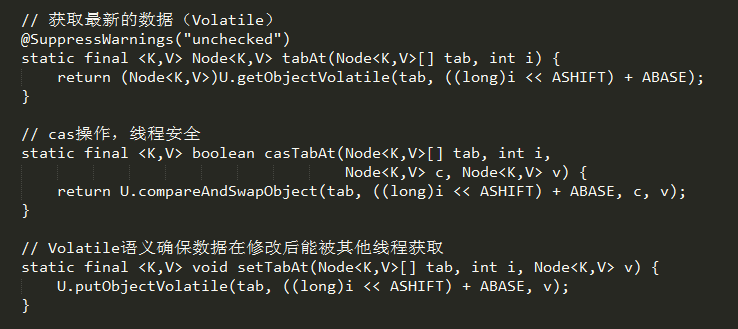 // 获取最新的数据（Volatile）
@SuppressWarnings("unchecked")
static final <K,V> Node<K,V> tabAt(Node<K,V>[] tab, int i) {
    return (Node<K,V>)U.getObjectVolatile(tab, ((long)i << ASHIFT) + ABASE);
}
// cas操作，线程安全
static final <K,V> boolean casTabAt(Node<K,V>[] tab, int i,
                                    Node<K,V> c, Node<K,V> v) {
    return U.compareAndSwapObject(tab, ((long)i << ASHIFT) + ABASE, c, v);
}
// Volatile语义确保数据在修改后能被其他线程获取
static final <K,V> void setTabAt(Node<K,V>[] tab, int i, Node<K,V> v) {
    U.putObjectVolatile(tab, ((long)i << ASHIFT) + ABASE, v);
}